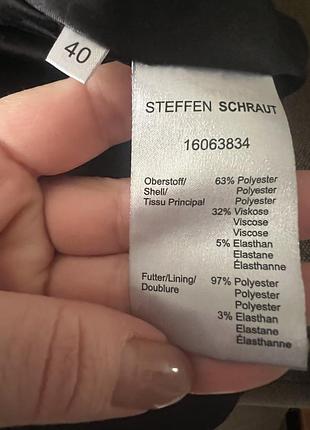 40
STEFFEN SCHRAUT
16063834
Oberstoff/ 63% Polyester
Shell/ Polyester
Tissu Principal Polyester
32% Viskose
Viscose
Viscose
5% Elasthan
Elastane
Élasthanne
Futter/Lining/ 97% Polyester
Doublure Polyester
Polyester
3% Elasthan
Elastane
Élasthanne